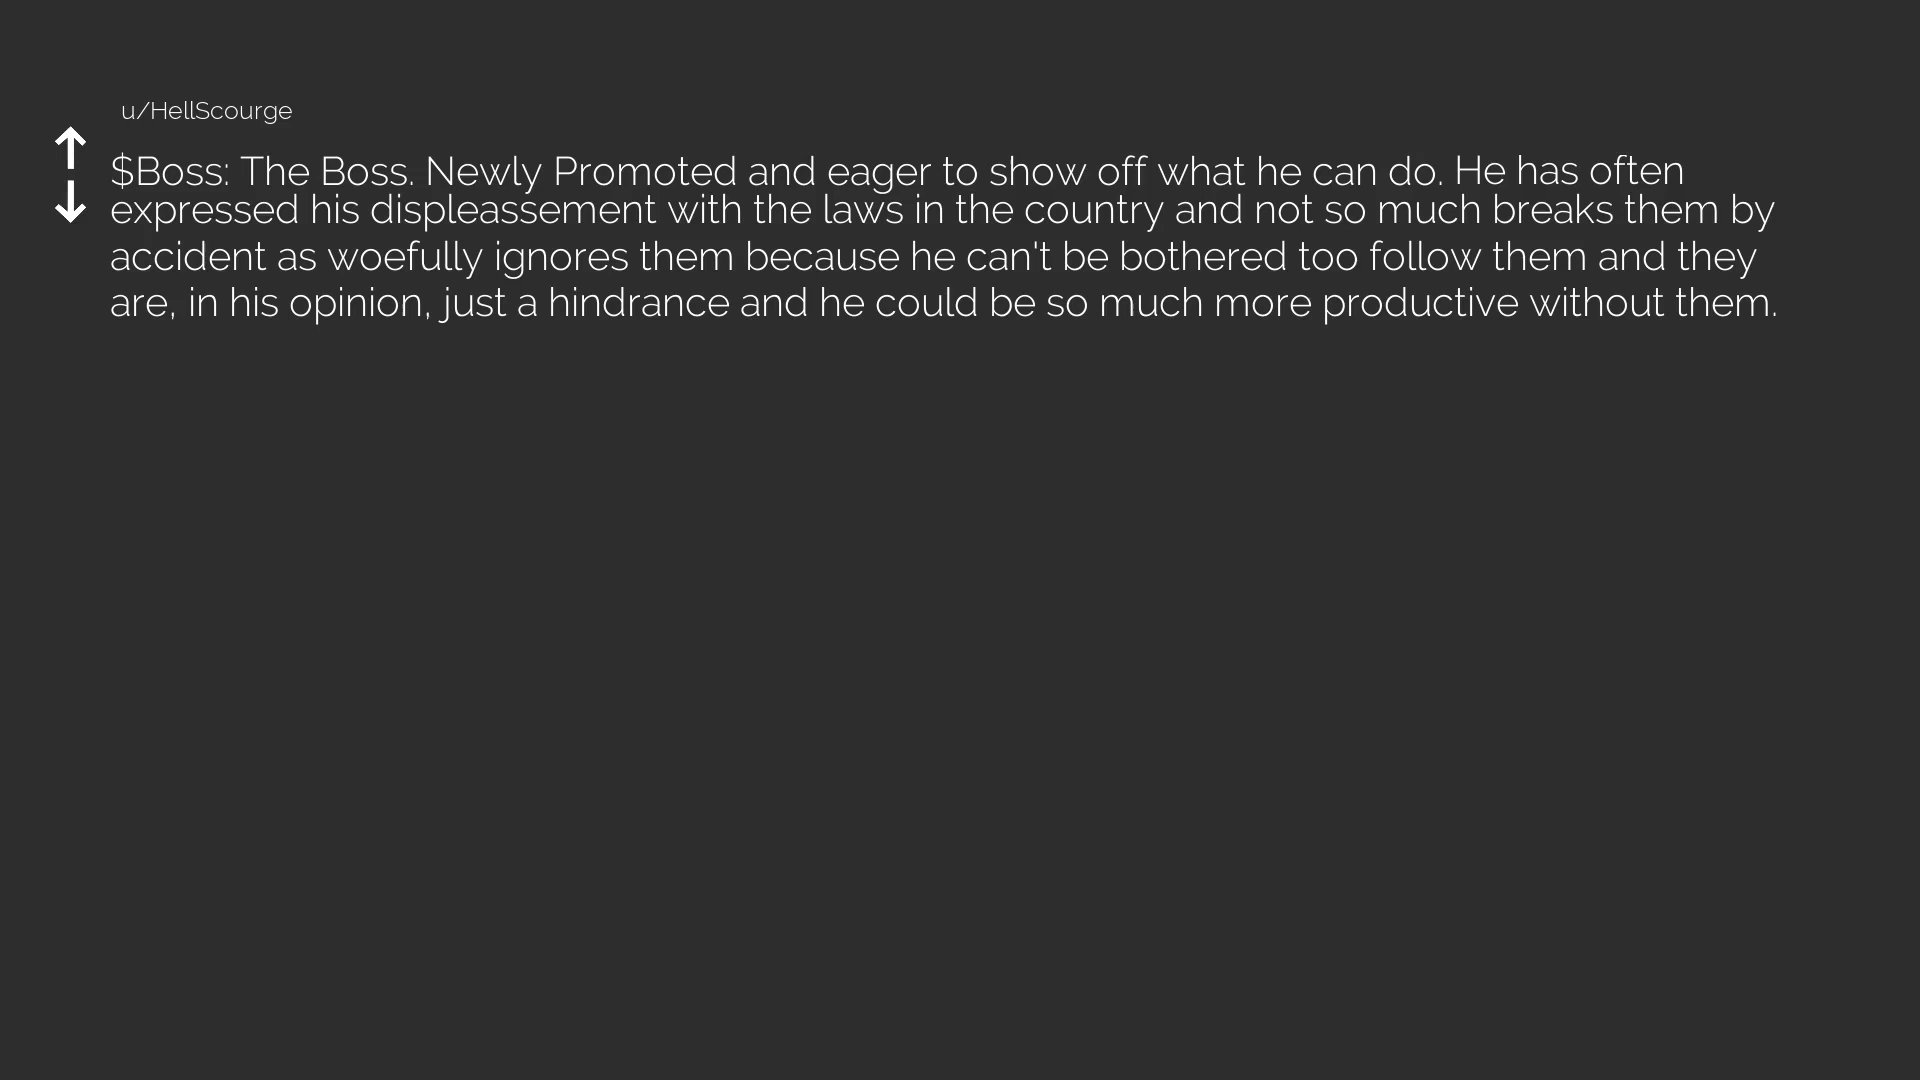 u/HellScourge
$Boss: The Boss. Newly Promoted and eager to show off what he can do. He has often
expressed his displeassement with the laws in the country and not so much breaks them by
accident as woefully ignores them because he can't be bothered too follow them and they
are, in his opinion, just a hindrance and he could be so much more productive without them.